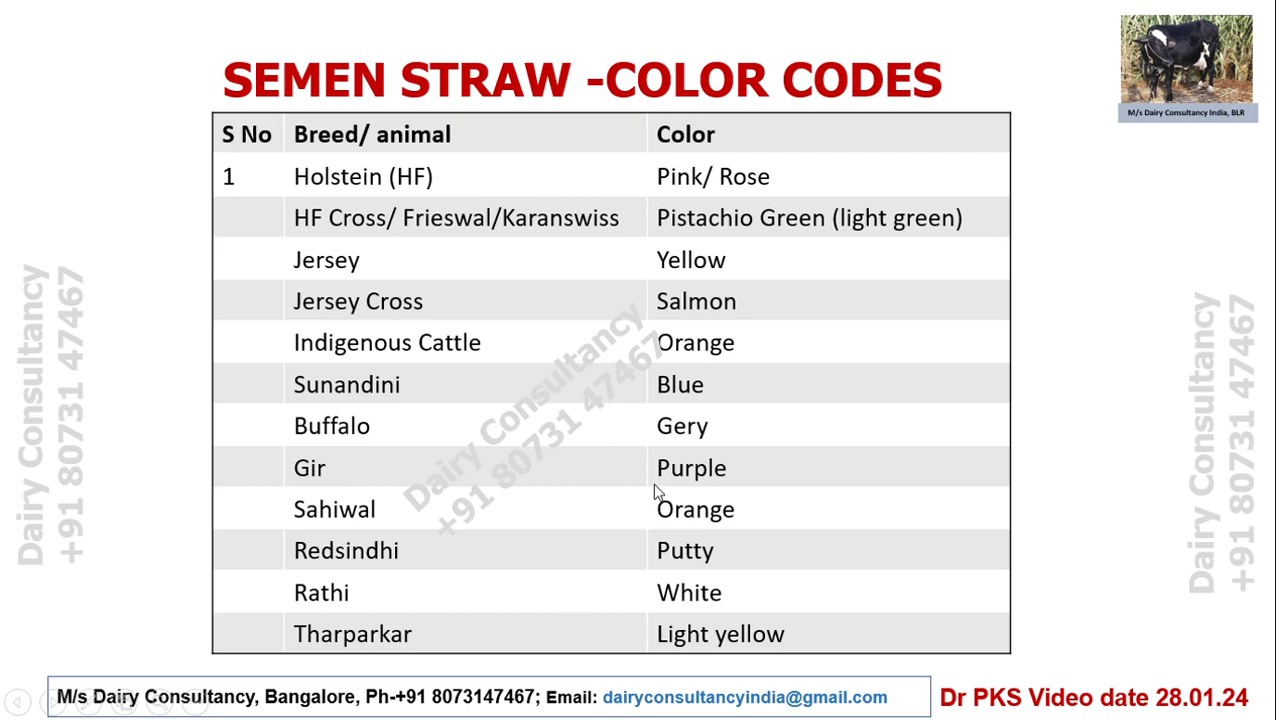 M/s Dairy Consultancy India, BLR
SEMEN STRAW -COLOR CODES
S No Breed/ animal Color
1 Holstein (HF) Pink/ Rose
HF Cross/ Frieswal/Karanswiss Pistachio Green (light green)
Jersey Yellow
Jersey Cross Salmon
Indigenous Cattle Orange
Sunandini Blue
Buffalo Gery
Gir Purple
Sahiwal Orange
Redsindhi Putty
Rathi White
Tharparkar Light yellow
Dairy Consultancy
+91 80731 47467
Dairy Consultancy
+91 80731 47467
Dairy Consultancy
+91 80731 47467
M/s Dairy Consultancy, Bangalore, Ph-+91 8073147467; Email: dairyconsultancyindia@gmail.com
Dr PKS Video date 28.01.24